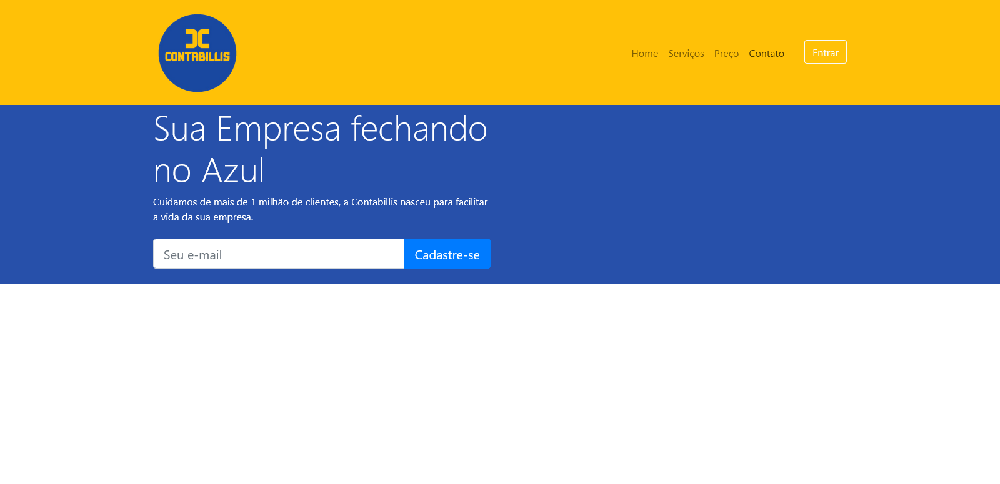 CONTABILLIS
Home Serviços Preço Contato Entrar
Sua Empresa fechando
no Azul
Cuidamos de mais de 1 milhão de clientes, a Contabillis nasceu para facilitar
a vida da sua empresa.
Seu e-mail Cadastre-se